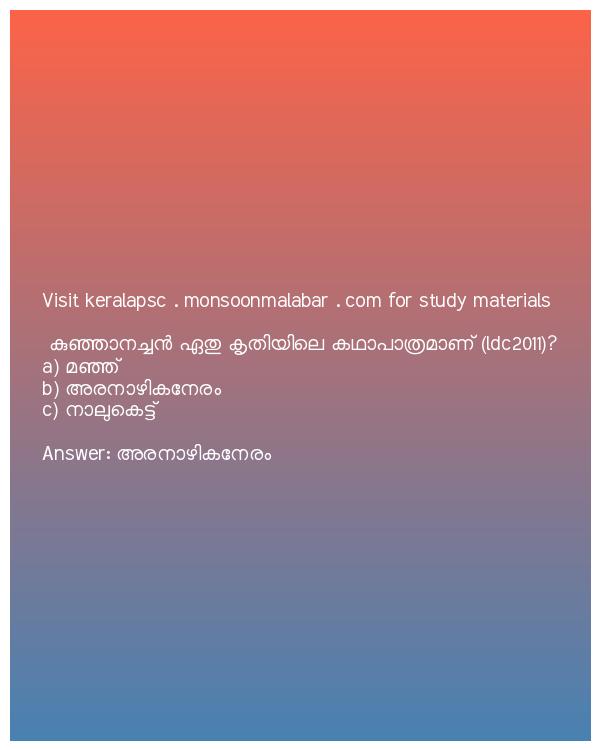 Visit keralapsc . monsoonmalabar . com for study materials
കുഞ്ഞാനച്ചൻ ഏതു കൃതിയിലെ കഥാപാത്രമാണ് (ldc2011)?
a) മഞ്ഞ്
b) അരനാഴികനേരം
c) നാലുകെട്ട്
Answer: അരനാഴികനേരം